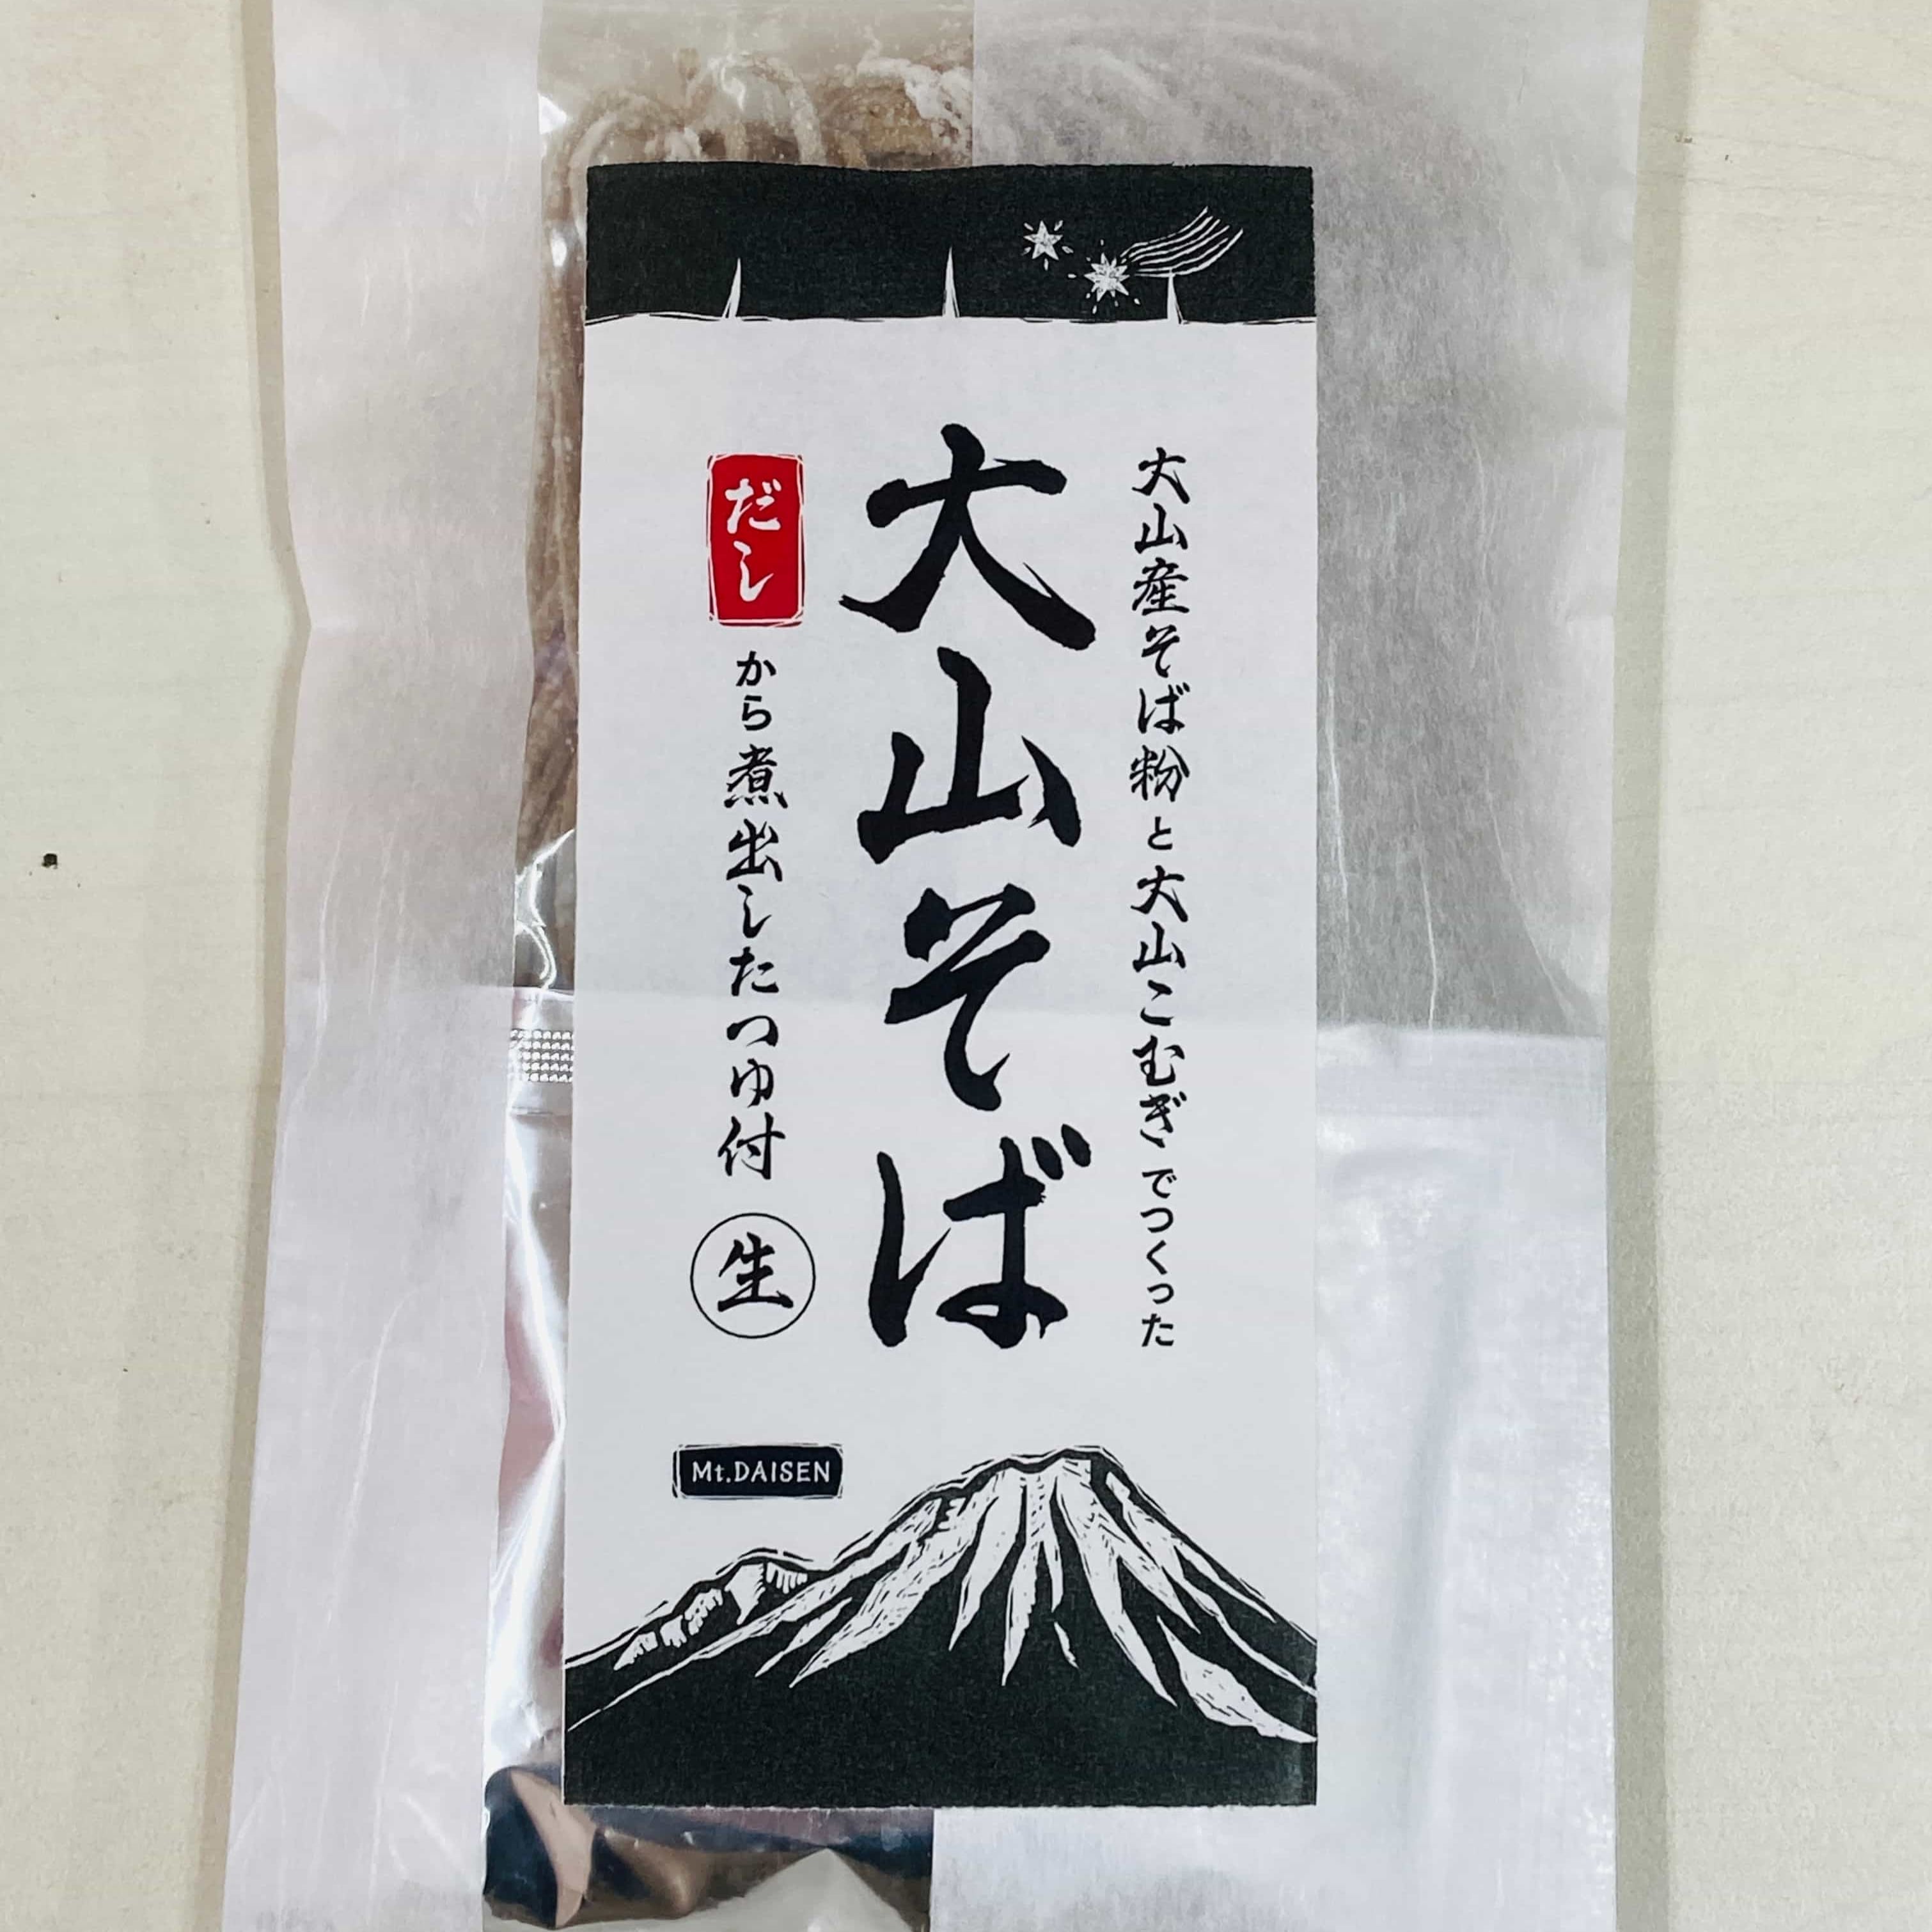 大山産そば粉と大山こむぎでつくった
大山そば
だしから煮出したつゆ付
生
Mt.DAISEN